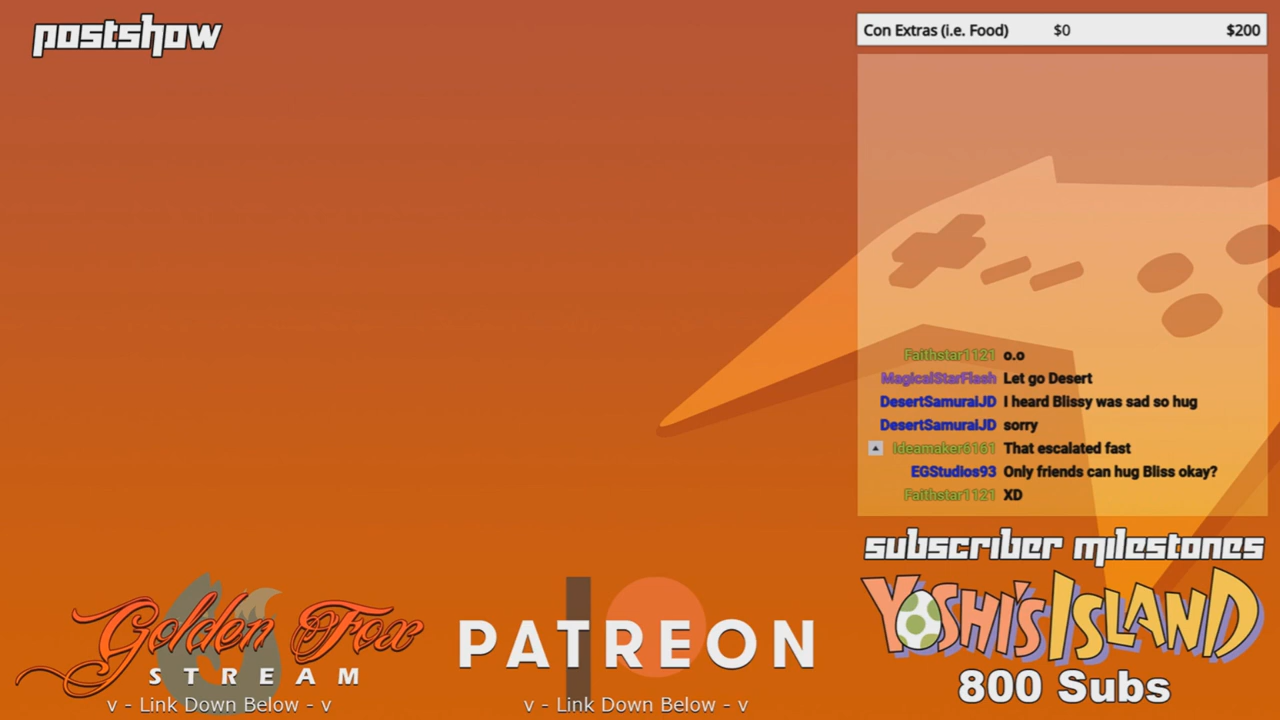 postshow
Con Extras (i.e. Food) $0 $200
Faithstar1121 o.o
MagicalStarFlash Let go Desert
DesertSamuraiJD I heard Blissy was sad so hug
DesertSamuraiJD sorry
Ideamaker6161 That escalated fast
EGStudios93 Only friends can hug Bliss okay?
Faithstar1121 XD
subscriber milestones
YOSHI'S ISLAND
800 Subs
Golden Fox
STREAM
v - Link Down Below - v
PATREON
v - Link Down Below - v